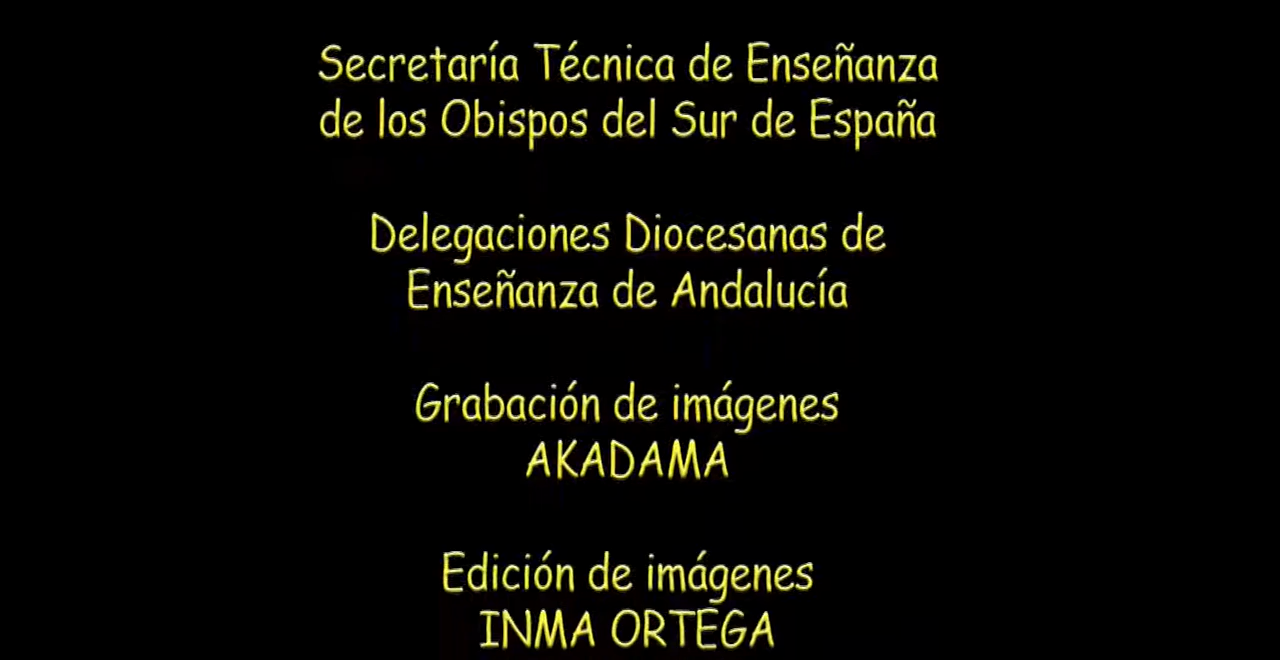 Secretaría Técnica de Enseñanza
de los Obispos del Sur de España
Delegaciones Diocesanas de
Enseñanza de Andalucía
Grabación de imágenes
AKADAMA
Edición de imágenes
INMA ORTEGA